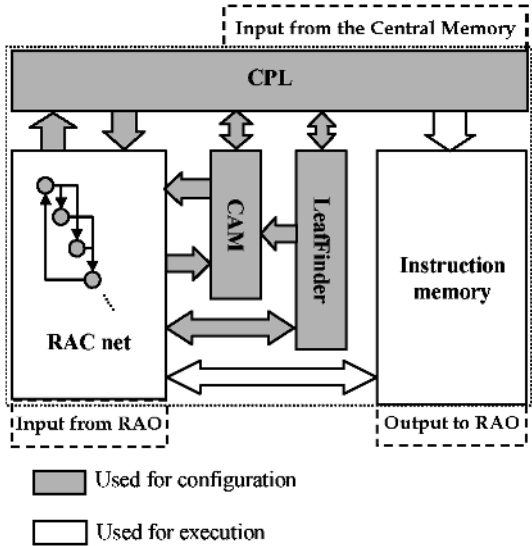 Input from the Central Memory
CPL
CAM
LeafFinder
Instruction
memory
RAC net
Input from RAO
Output to RAO
Used for configuration
Used for execution